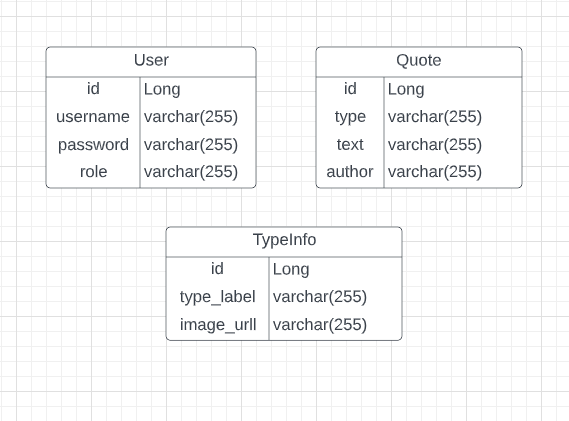 User
id Long
username varchar(255)
password varchar(255)
role varchar(255)
Quote
id Long
type varchar(255)
text varchar(255)
author varchar(255)
TypeInfo
id Long
type_label varchar(255)
image_urll varchar(255)